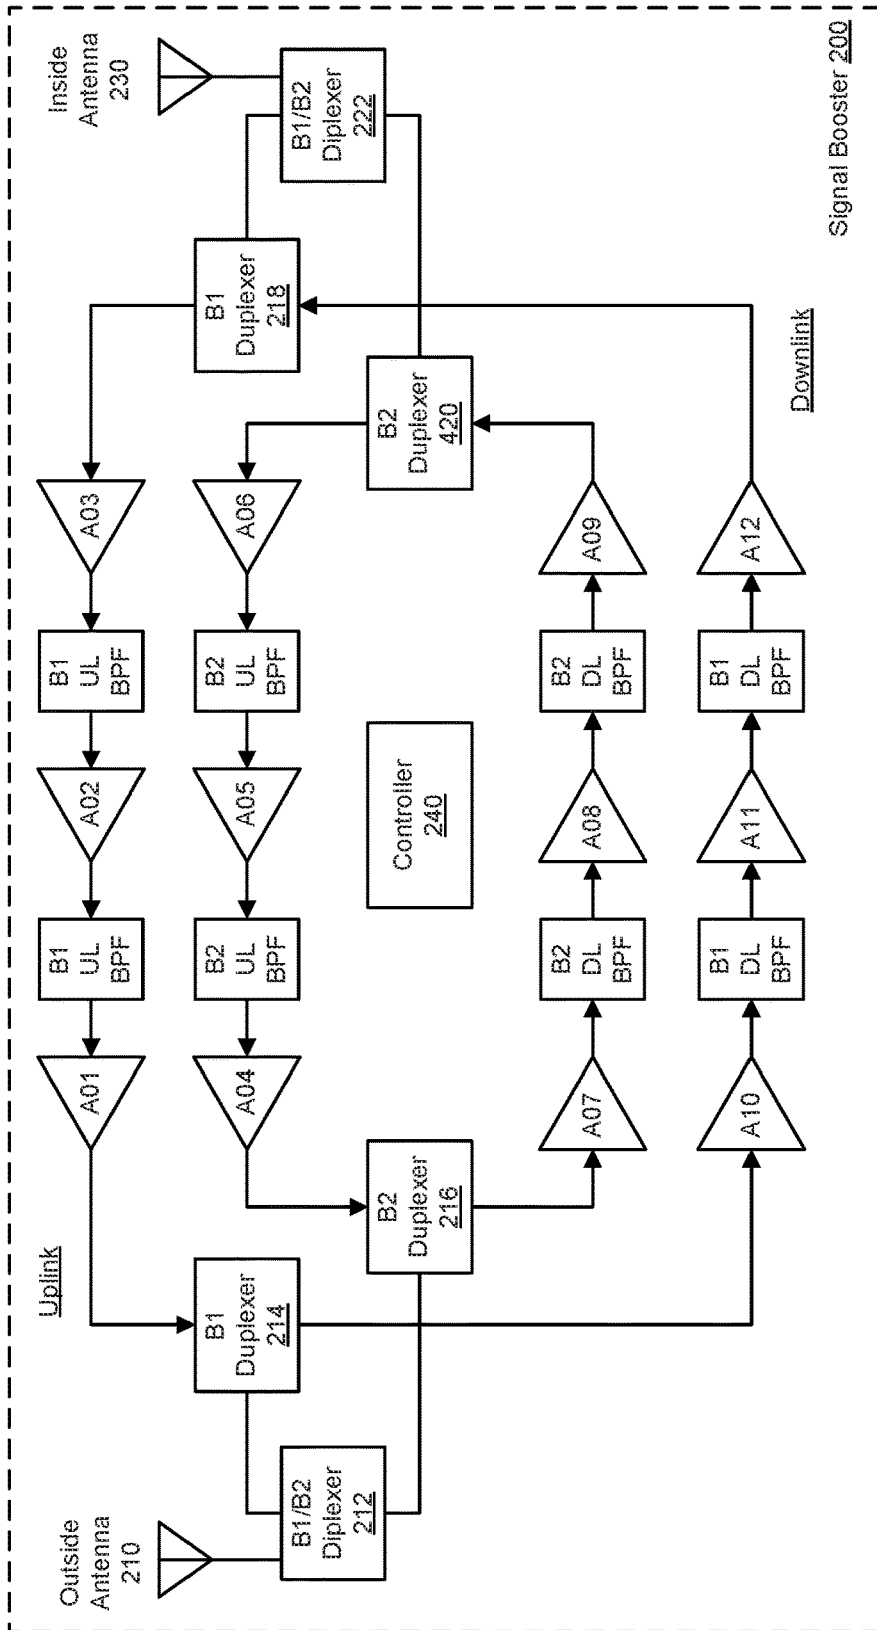 Outside
Antenna
210
B1/B2
Diplexer
212
Uplink
B1
Duplexer
214
B2
Duplexer
216
A01
B1
UL
BPF
A02
B1
UL
BPF
A03
A04
B2
UL
BPF
A05
B2
UL
BPF
A06
Controller
240
A07
B2
DL
BPF
A08
B2
DL
BPF
A09
A10
B1
DL
BPF
A11
B1
DL
BPF
A12
B2
Duplexer
420
B1
Duplexer
218
B1/B2
Diplexer
222
Inside
Antenna
230
Downlink
Signal Booster 200